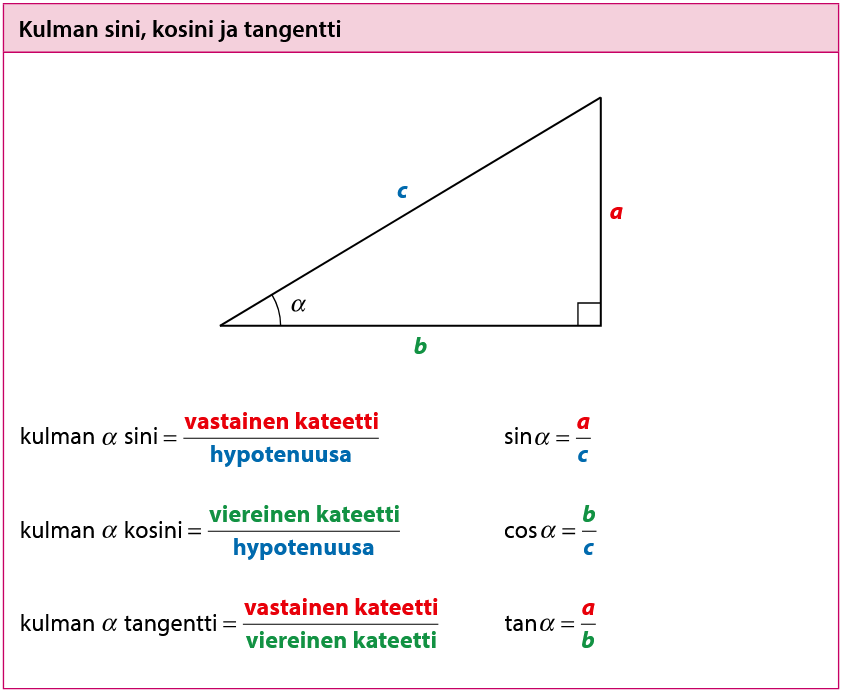 Kulman sini, kosini ja tangentti
c
a
α
b
kulman α sini = vastainen kateetti / hypotenuusa
sin α = a / c
kulman α kosini = viereinen kateetti / hypotenuusa
cos α = b / c
kulman α tangentti = vastainen kateetti / viereinen kateetti
tan α = a / b